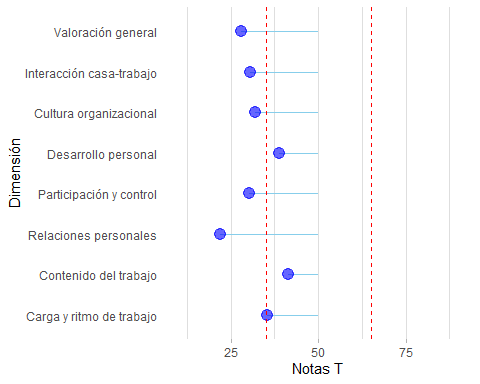 Valoración general
Interacción casa-trabajo
Cultura organizacional
Desarrollo personal
Participación y control
Relaciones personales
Contenido del trabajo
Carga y ritmo de trabajo
Dimensión
25 50 75
Notas T